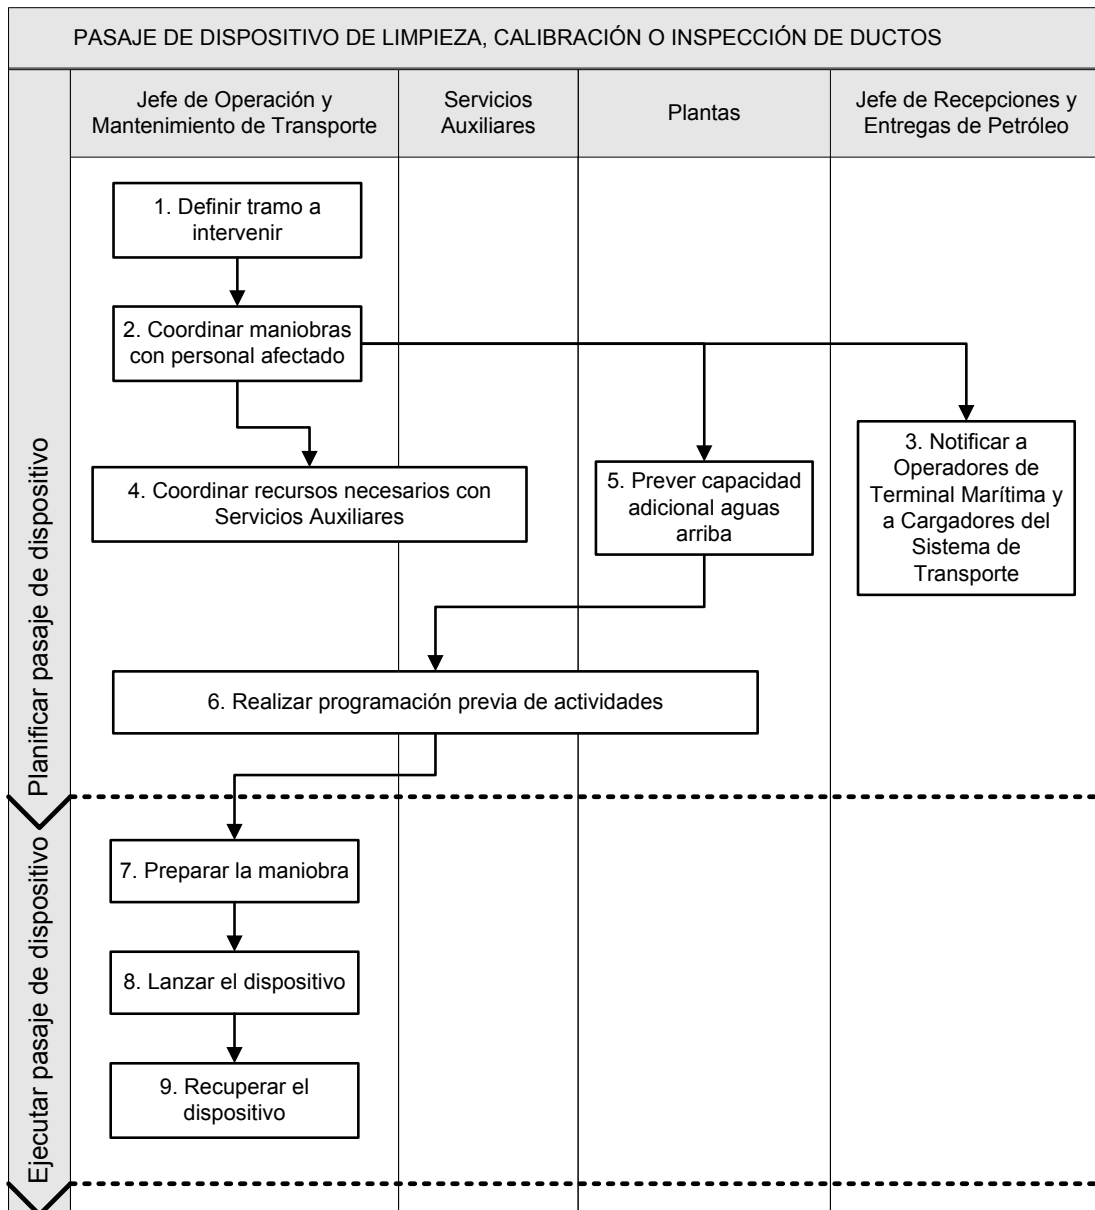 PASAJE DE DISPOSITIVO DE LIMPIEZA, CALIBRACIÓN O INSPECCIÓN DE DUCTOS
Jefe de Operación y
Mantenimiento de Transporte
Servicios
Auxiliares
Plantas
Jefe de Recepciones y
Entregas de Petróleo
Planificar pasaje de dispositivo
1. Definir tramo a
intervenir
2. Coordinar maniobras
con personal afectado
3. Notificar a
Operadores de
Terminal Marítima y
a Cargadores del
Sistema de
Transporte
4. Coordinar recursos necesarios con
Servicios Auxiliares
5. Prever capacidad
adicional aguas
arriba
6. Realizar programación previa de actividades
Ejecutar pasaje de dispositivo
7. Preparar la maniobra
8. Lanzar el dispositivo
9. Recuperar el
dispositivo